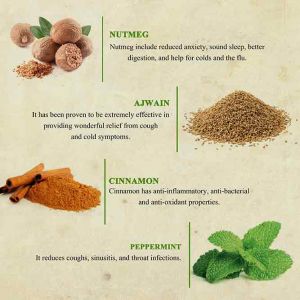 NUTMEG
Nutmeg include reduced anxiety, sound sleep, better
digestion, and help for colds and the flu.
AJWAIN
It has been proven to be extremely effective in
providing wonderful relief from cough
and cold symptoms.
CINNAMON
Cinnamon has anti-inflammatory, anti-bacterial
and anti-oxidant properties.
PEPPERMINT
It reduces coughs, sinusitis, and throat infections.